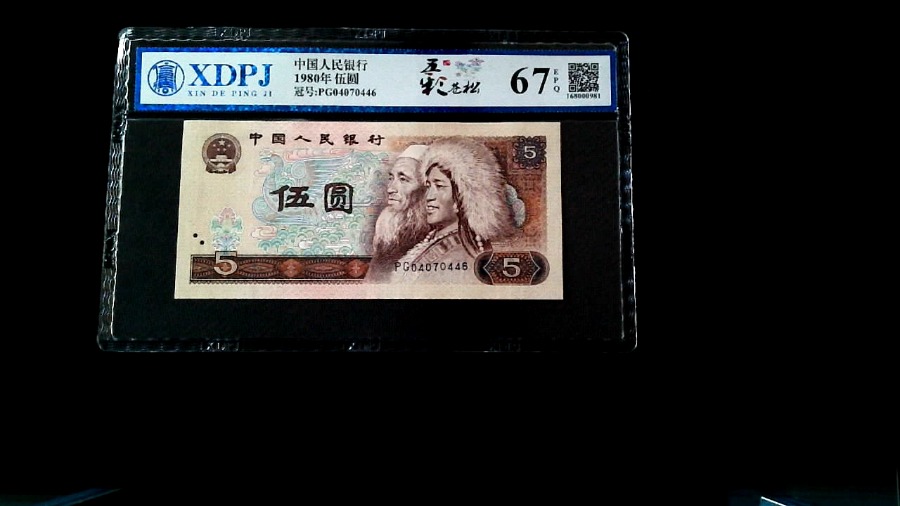 XDPJ
XIN DE PING JI
中国人民银行
1980年 伍圆
冠号:PG04070446
五彩苍松
67
EPQ
168000981
中国人民银行
5
伍圆
5
PG04070446
5